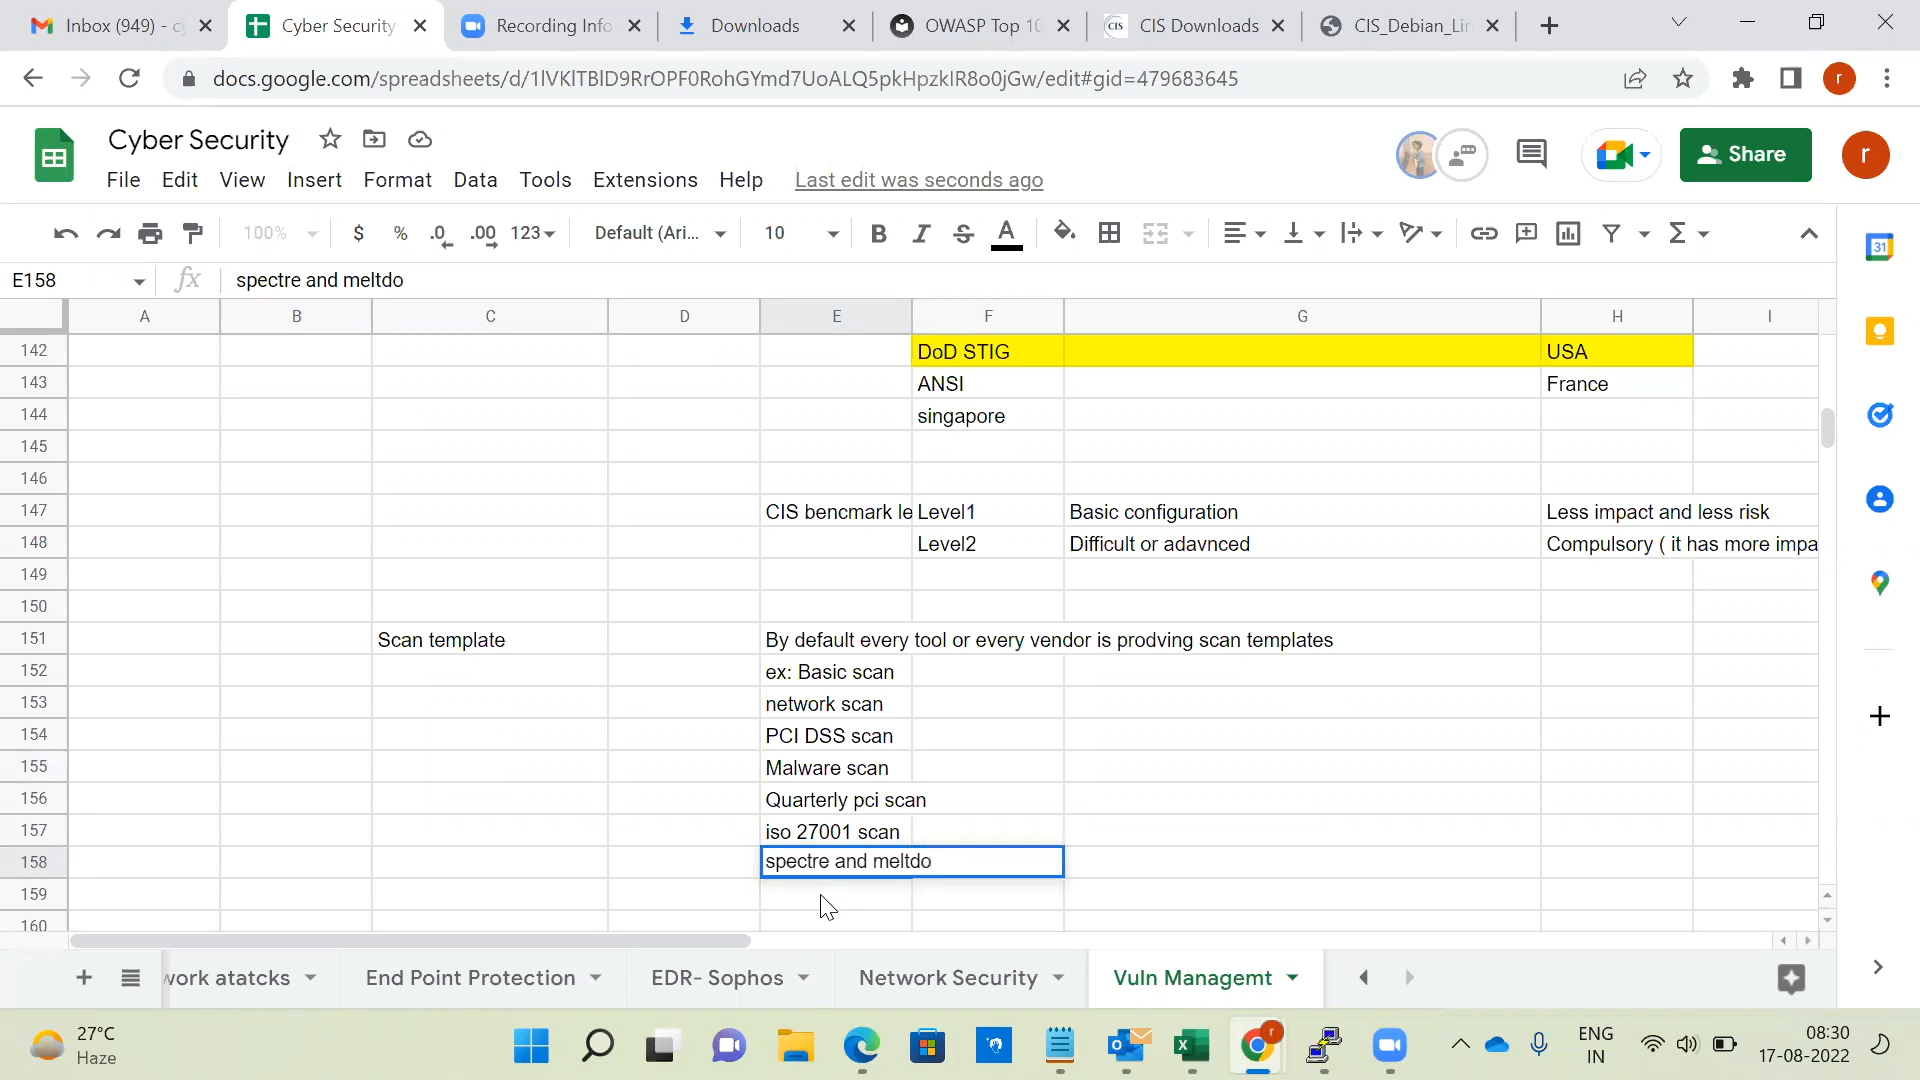 Inbox (949) - cy
Cyber Security
Recording Info
Downloads
OWASP Top 10
CIS Downloads
CIS_Debian_Lin
docs.google.com/spreadsheets/d/1lVKlTBlD9RrOPF0RohGYmd7UoALQ5pkHpzkIR8o0jGw/edit#gid=479683645
r
Cyber Security
Share
r
File Edit View Insert Format Data Tools Extensions Help Last edit was seconds ago
100% $ % .0 .00 123 Default (Ari... 10 B I S A
31
E158 fx spectre and meltdo
A B C D E F G H I
142 DoD STIG USA
143 ANSI France
144 singapore
145
146
147 CIS bencmark le Level1 Basic configuration Less impact and less risk
148 Level2 Difficult or adavnced Compulsory ( it has more impa
149
150
151 Scan template By default every tool or every vendor is prodving scan templates
152 ex: Basic scan
153 network scan
154 PCI DSS scan
155 Malware scan
156 Quarterly pci scan
157 iso 27001 scan
158 spectre and meltdo
159
160
work atatcks End Point Protection EDR- Sophos Network Security Vuln Managemt
27°C
Haze
ENG
IN
08:30
17-08-2022